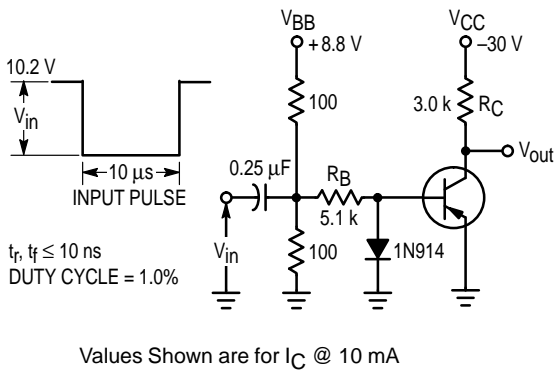 V_BB
+8.8 V
V_CC
–30 V
10.2 V
V_in
10 μs
INPUT PULSE
t_r, t_f ≤ 10 ns
DUTY CYCLE = 1.0%
100
0.25 μF
R_B
5.1 k
V_in
100
1N914
3.0 k
R_C
V_out
Values Shown are for I_C @ 10 mA